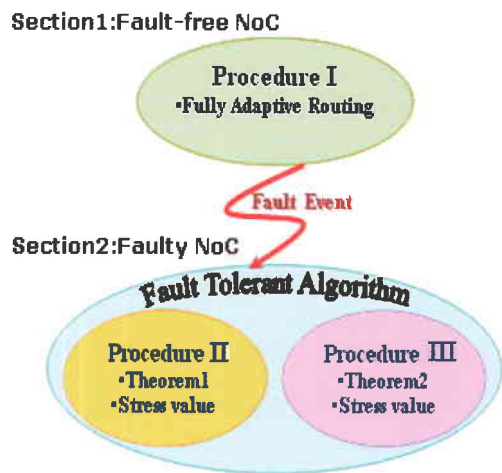 Section1:Fault-free NoC
Procedure I
•Fully Adaptive Routing
Fault Event
Section2:Faulty NoC
Fault Tolerant Algorithm
Procedure II
•Theorem1
•Stress value
Procedure III
•Theorem2
•Stress value